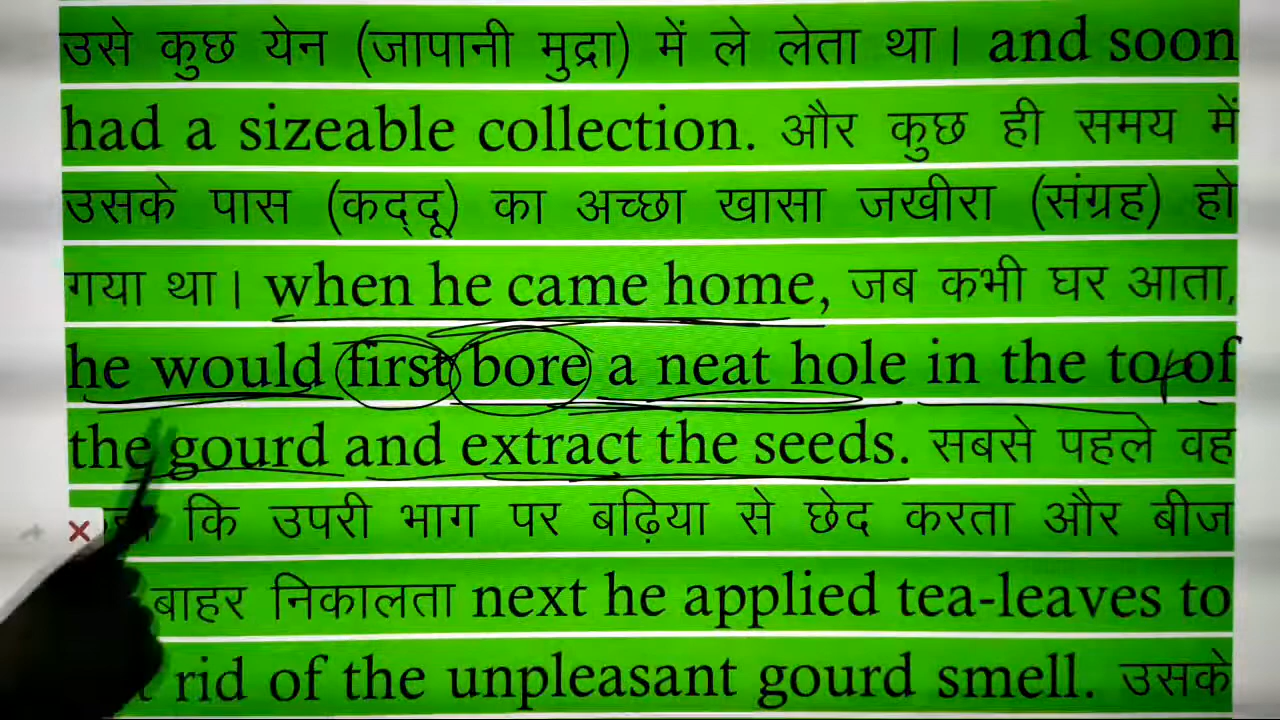 उसे कुछ येन (जापानी मुद्रा) में ले लेता था। and soon
had a sizeable collection. और कुछ ही समय में
उसके पास (कद्दू) का अच्छा खासा जखीरा (संग्रह) हो
गया था। when he came home, जब कभी घर आता,
he would first bore a neat hole in the top of
the gourd and extract the seeds. सबसे पहले वह
कि उपरी भाग पर बढ़िया से छेद करता और बीज
बाहर निकालता next he applied tea-leaves to
rid of the unpleasant gourd smell. उसके